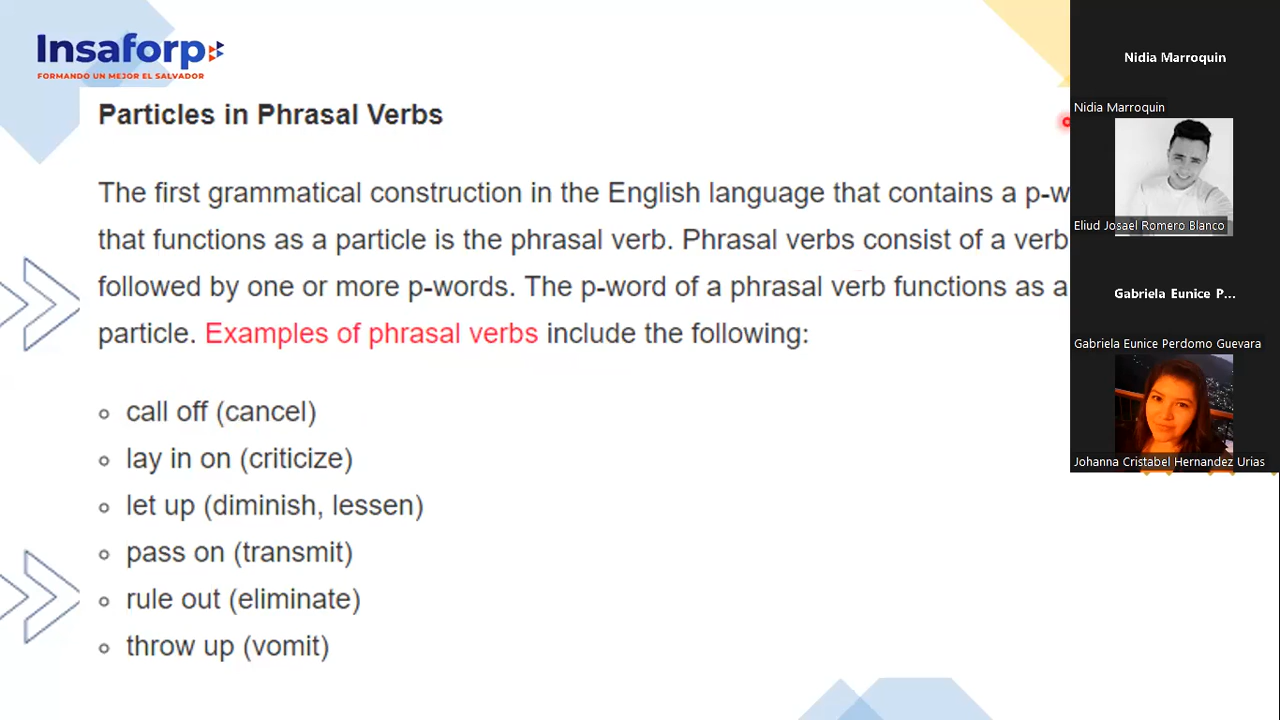 Insaforp
FORMANDO UN MEJOR EL SALVADOR
Particles in Phrasal Verbs
The first grammatical construction in the English language that contains a p-w
that functions as a particle is the phrasal verb. Phrasal verbs consist of a verb
followed by one or more p-words. The p-word of a phrasal verb functions as a
particle. Examples of phrasal verbs include the following:
call off (cancel)
lay in on (criticize)
let up (diminish, lessen)
pass on (transmit)
rule out (eliminate)
throw up (vomit)
Nidia Marroquin
Nidia Marroquin
Eliud Josael Romero Blanco
Gabriela Eunice P...
Gabriela Eunice Perdomo Guevara
Johanna Cristabel Hernandez Urias